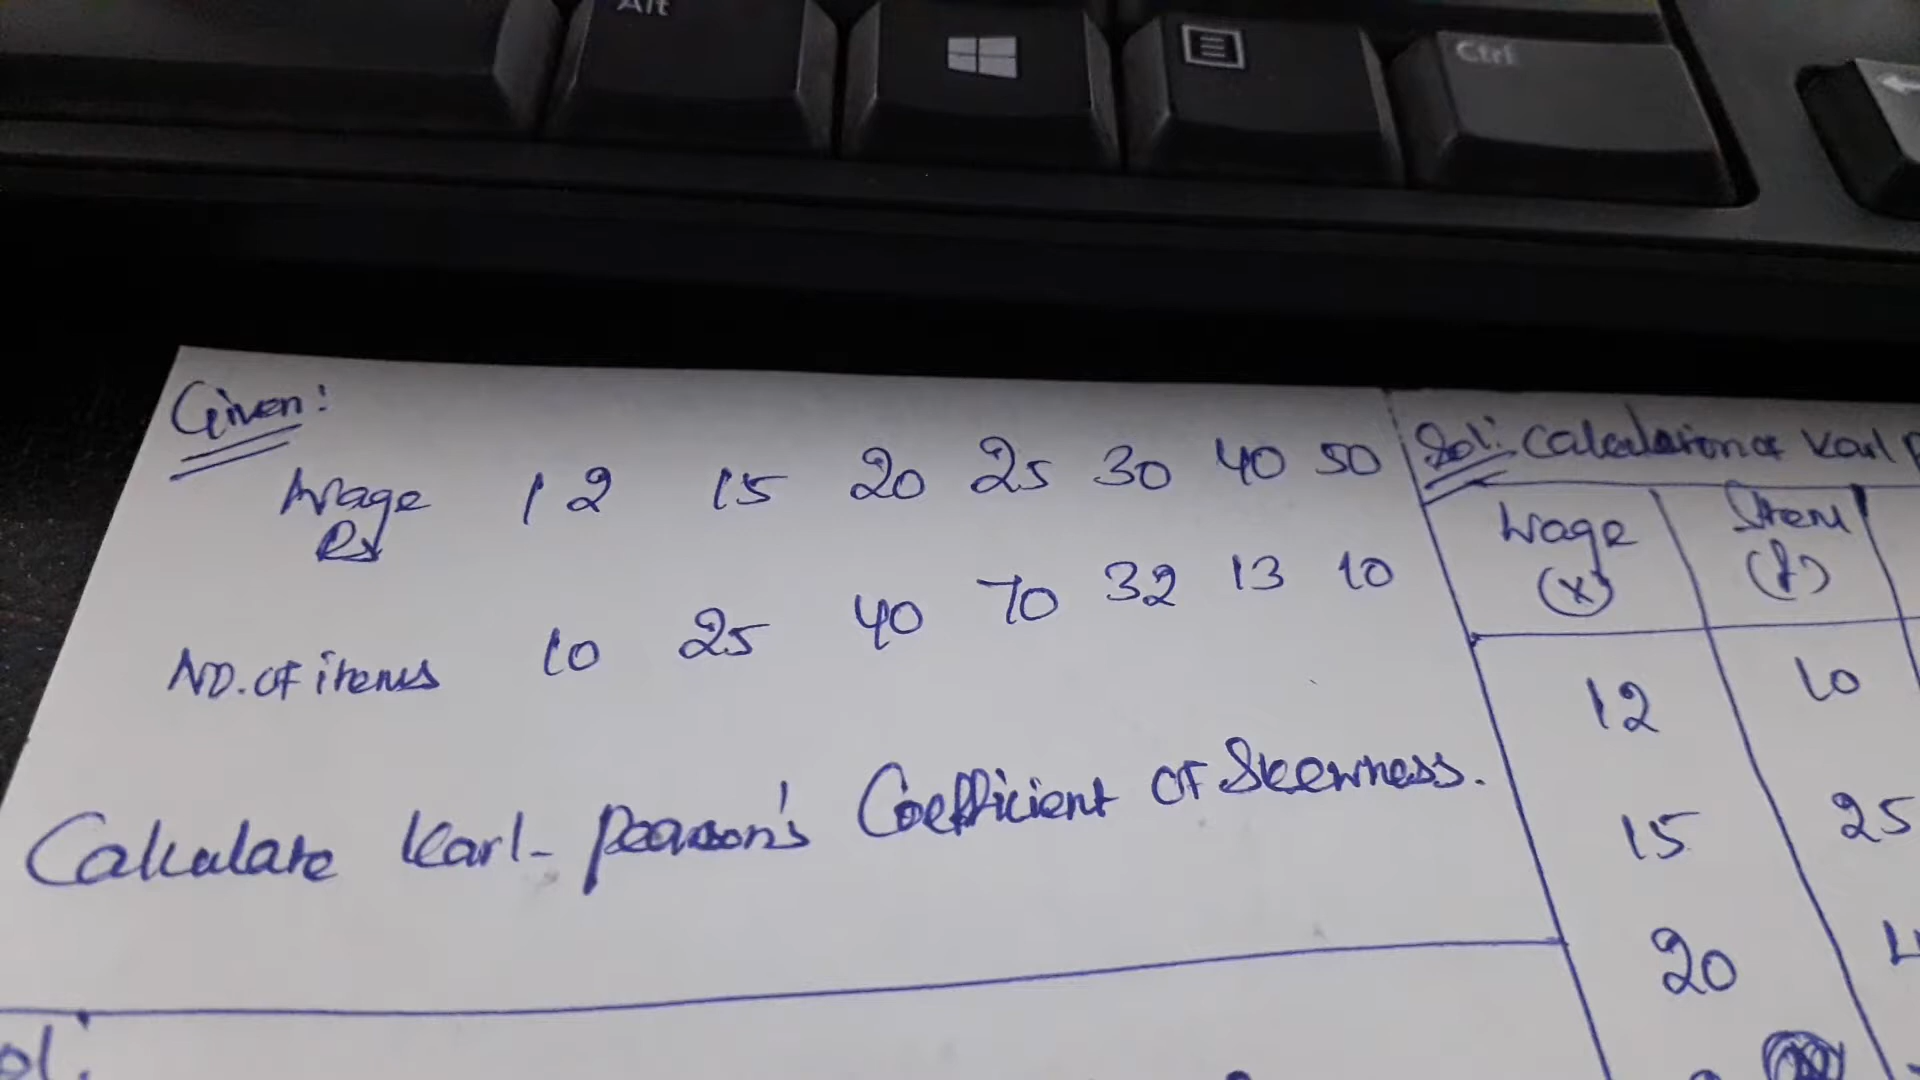 Alt
Ctrl
Given:
Wage 12 15 20 25 30 40 50
Rs
No. of items 10 25 40 70 32 13 10
Calculate Karl-Pearson's Coefficient of Skewness.
Sol: Calculation of Karl P
Wage Item
(x) (f)
12 10
15 25
20 4
ol: